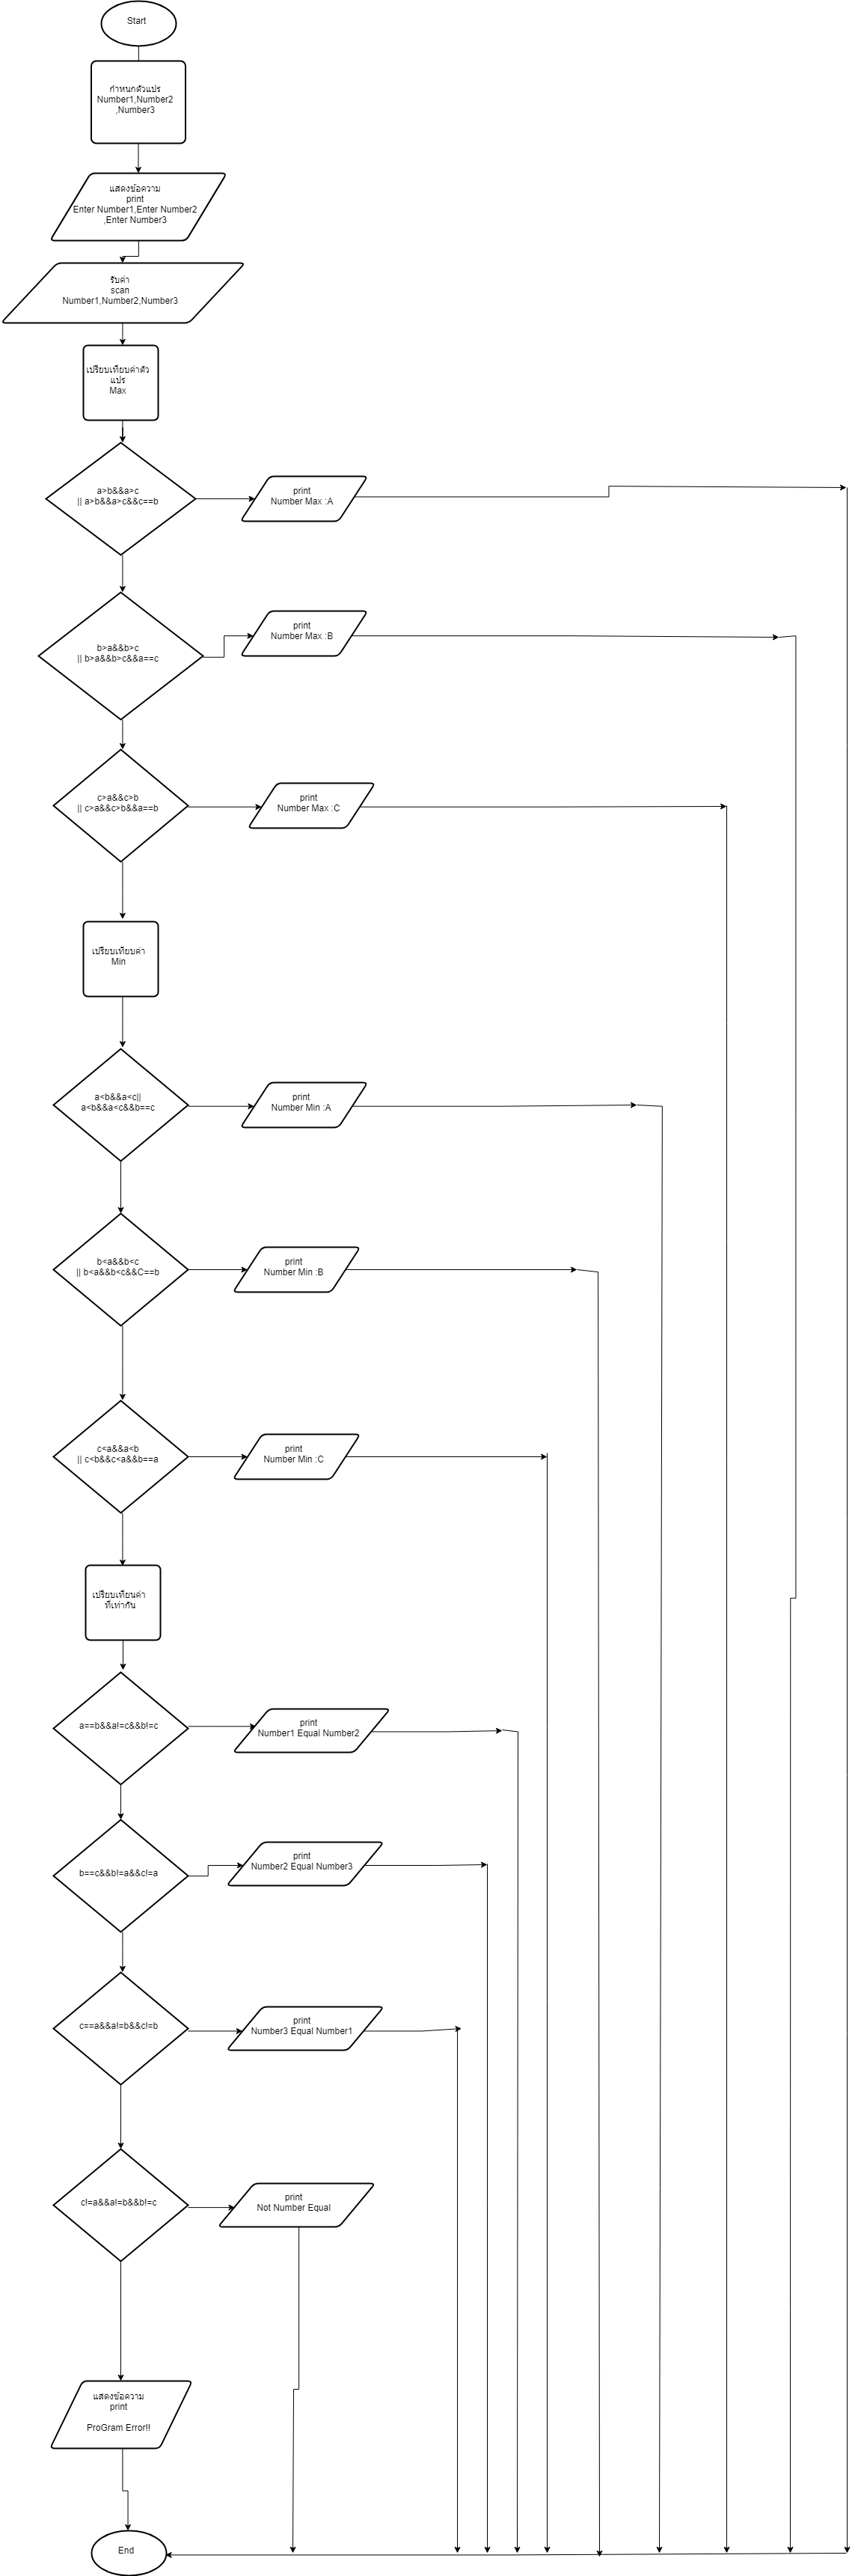 Start
กำหนกตัวแปร
Number1,Number2
,Number3
แสดงข้อความ
print
Enter Number1,Enter Number2
,Enter Number3
รับค่า
scan
Number1,Number2,Number3
เปรียบเทียบค่าตัว
แปร
Max
a>b&&a>c
|| a>b&&a>c&&c==b
print
Number Max :A
b>a&&b>c
|| b>a&&b>c&&a==c
print
Number Max :B
c>a&&c>b
|| c>a&&c>b&&a==b
print
Number Max :C
เปรียบเทียบค่า
Min
a<b&&a<c||
a<b&&a<c&&b==c
print
Number Min :A
b<a&&b<c
|| b<a&&b<c&&C==b
print
Number Min :B
c<a&&a<b
|| c<b&&c<a&&b==a
print
Number Min :C
เปรียบเทียนค่า
ที่เท่ากัน
a==b&&a!=c&&b!=c
print
Number1 Equal Number2
b==c&&b!=a&&c!=a
print
Number2 Equal Number3
c==a&&a!=b&&c!=b
print
Number3 Equal Number1
c!=a&&a!=b&&b!=c
print
Not Number Equal
แสดงข้อความ
print
ProGram Error!!
End